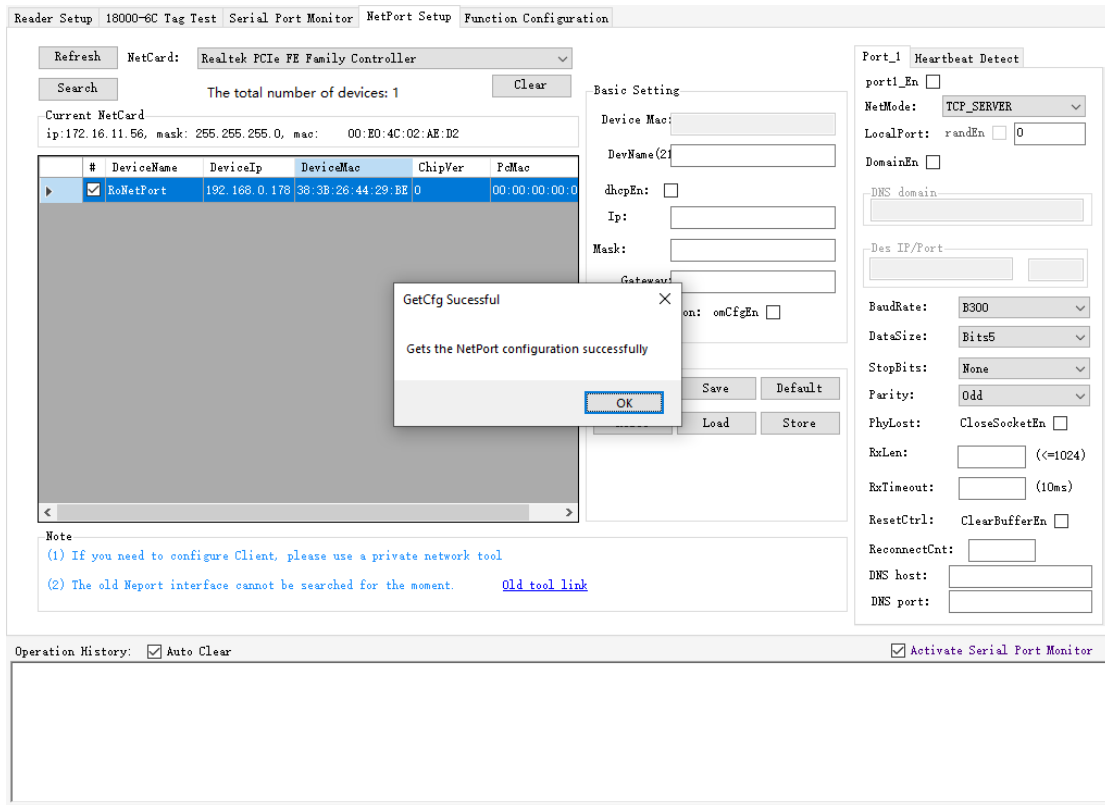 Reader Setup 18000-6C Tag Test Serial Port Monitor NetPort Setup Function Configuration
Refresh NetCard: Realtek PCIe FE Family Controller
Search The total number of devices: 1 Clear
Current NetCard
ip:172.16.11.56, mask: 255.255.255.0, mac: 00:E0:4C:02:AE:D2
# DeviceName DeviceIp DeviceMac ChipVer PcMac
RoNetPort 192.168.0.178 38:3B:26:44:29:BE 0 00:00:00:00:0
Basic Setting
Device Mac:
DevName(21
dhcpEn:
Ip:
Mask:
Gateway:
on: omCfgEn
GetCfg Sucessful
Gets the NetPort configuration successfully
OK
Save Default
Load Store
Note
(1) If you need to configure Client, please use a private network tool
(2) The old Neport interface cannot be searched for the moment. Old tool link
Port_1 Heartbeat Detect
port1_En
NetMode: TCP_SERVER
LocalPort: randEn 0
DomainEn
DNS domain
Des IP/Port
BaudRate: B300
DataSize: Bits5
StopBits: None
Parity: Odd
PhyLost: CloseSocketEn
RxLen: (<=1024)
RxTimeout: (10ms)
ResetCtrl: ClearBufferEn
ReconnectCnt:
DNS host:
DNS port:
Operation History: Auto Clear Activate Serial Port Monitor